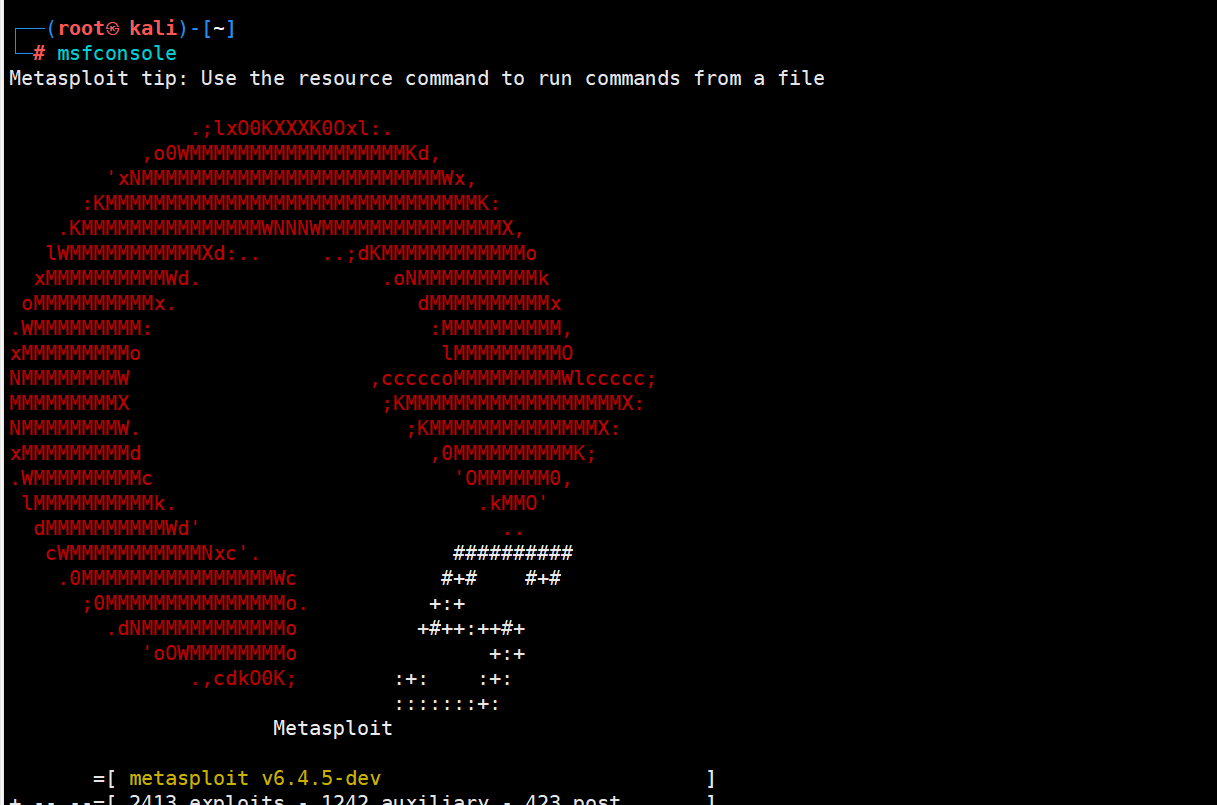 ┌──(root㉿ kali)-[~]
└─# msfconsole
Metasploit tip: Use the resource command to run commands from a file
.;lxO0KXXXK0Oxl:.
,o0WMMMMMMMMMMMMMMMMMMKd,
'xNMMMMMMMMMMMMMMMMMMMMMMMMMWx,
:KMMMMMMMMMMMMMMMMMMMMMMMMMMMMMMMK:
.KMMMMMMMMMMMMMMMWNNNWMMMMMMMMMMMMMMMX,
lWMMMMMMMMMMMXd:..     ..;dKMMMMMMMMMMMMo
xMMMMMMMMMMWd.               .oNMMMMMMMMMMk
oMMMMMMMMMMx.                    dMMMMMMMMMMx
.WMMMMMMMMM:                       :MMMMMMMMMM,
xMMMMMMMMMo                         lMMMMMMMMMO
NMMMMMMMMW                    ,cccccoMMMMMMMMMWlccccc;
MMMMMMMMMX                     ;KMMMMMMMMMMMMMMMMMMX:
NMMMMMMMMW.                      ;KMMMMMMMMMMMMMMX:
xMMMMMMMMMd                        ,0MMMMMMMMMMK;
.WMMMMMMMMMc                         'OMMMMMM0,
lMMMMMMMMMMk.                         .kMMO'
dMMMMMMMMMMWd'                         ..
cWMMMMMMMMMMMNxc'.                ##########
.0MMMMMMMMMMMMMMMMWc            #+#    #+#
;0MMMMMMMMMMMMMMMo.          +:+
.dNMMMMMMMMMMMMo          +#++:++#+
'oOWMMMMMMMMo                +:+
.,cdkO0K;        :+:    :+:
:::::::+:
Metasploit
=[ metasploit v6.4.5-dev                           ]
+ -- --=[ 2413 exploits - 1242 auxiliary - 423 post       ]